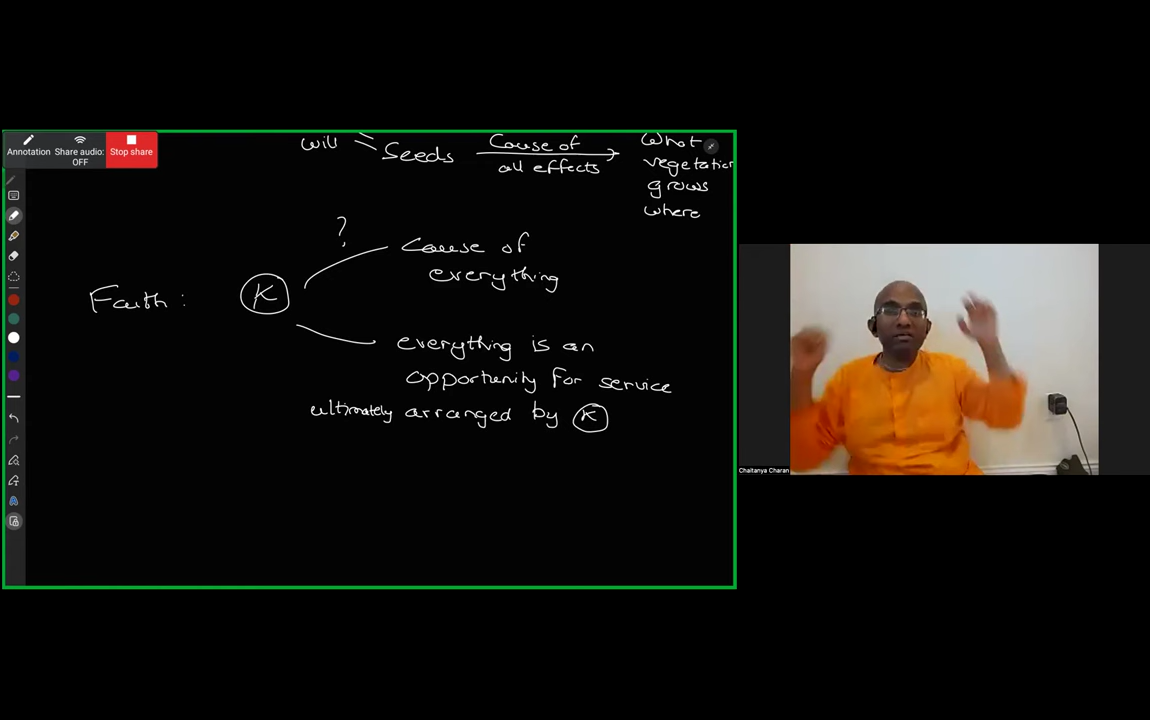 Annotation
Share audio:
OFF
Stop share
will
Seeds
Cause of
all effects
What
vegetation
grows
where
?
Cause of
everything
Faith :
K
everything is an
opportunity for service
ultimately arranged by K
Chaitanya Charan